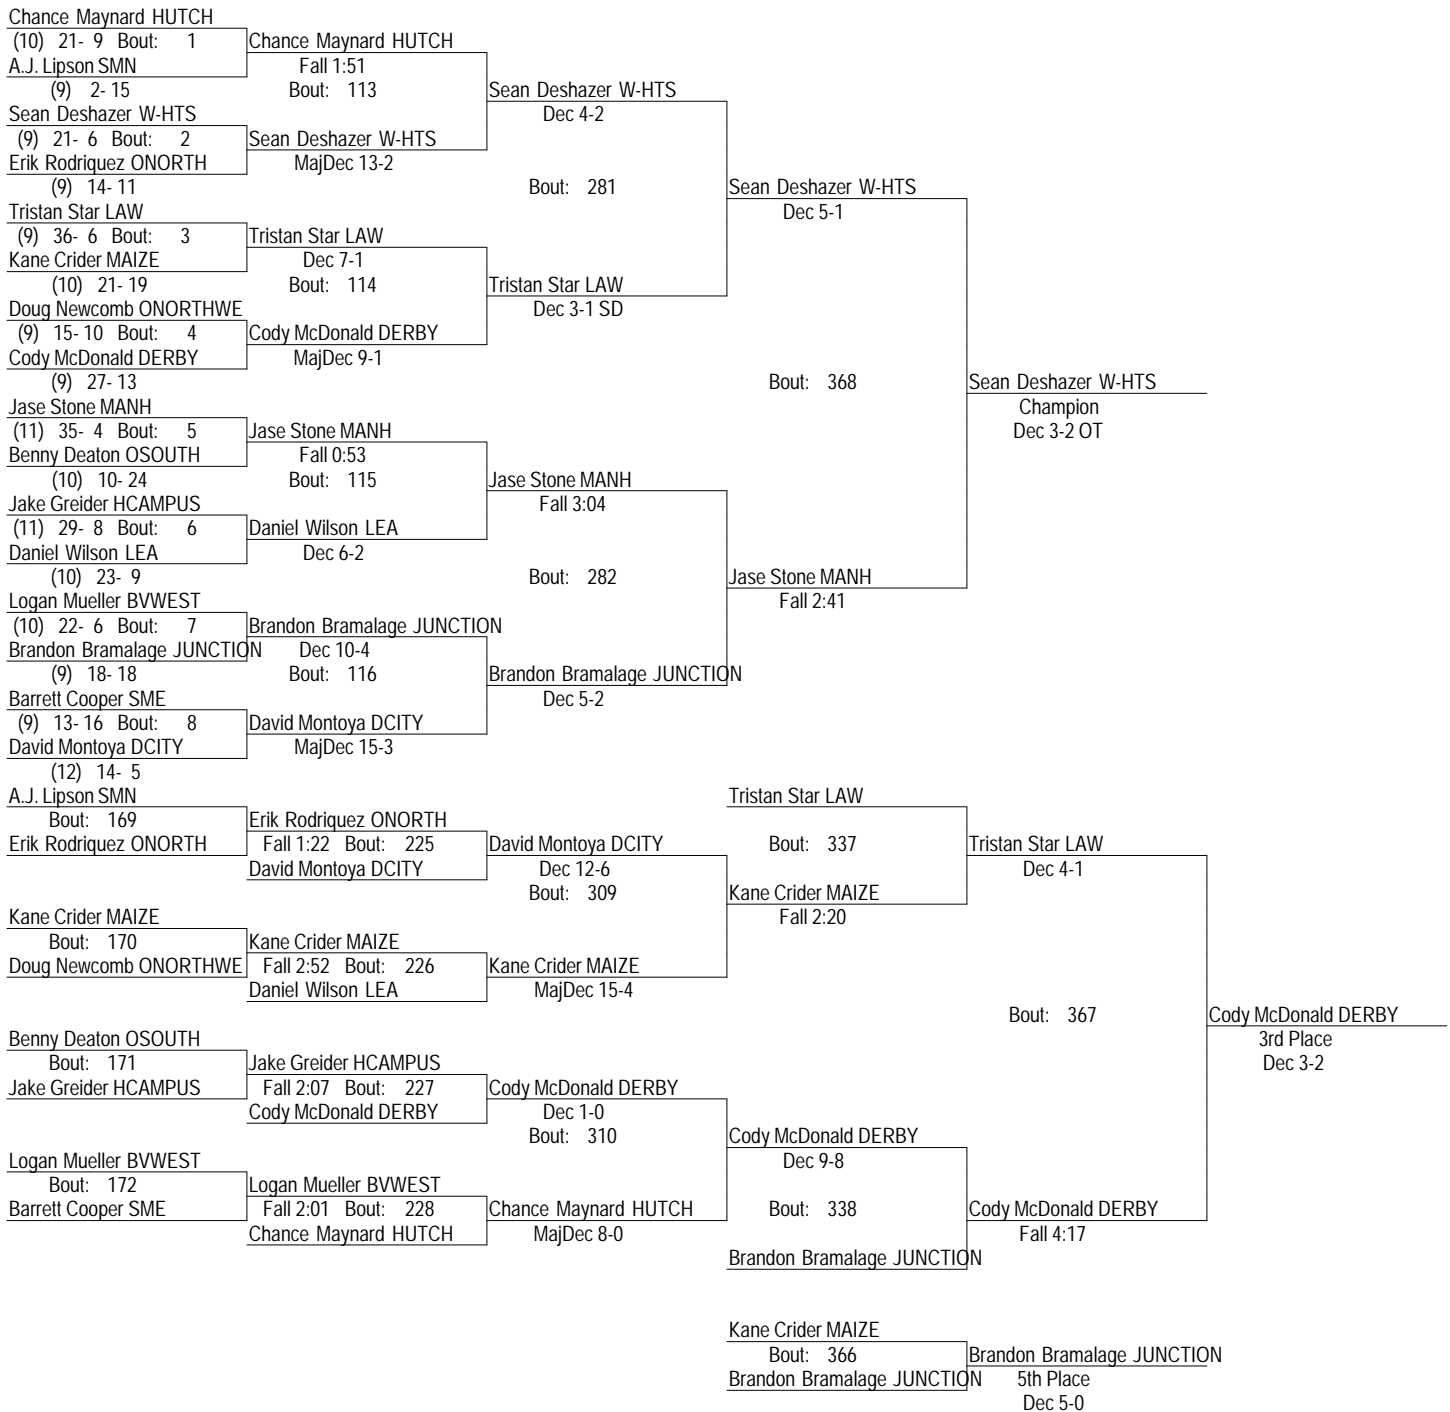 Chance Maynard HUTCH
(10) 21- 9 Bout: 1
Chance Maynard HUTCH
A.J. Lipson SMN
Fall 1:51
(9) 2- 15
Bout: 113
Sean Deshazer W-HTS
Sean Deshazer W-HTS
Dec 4-2
(9) 21- 6 Bout: 2
Sean Deshazer W-HTS
Erik Rodriquez ONORTH
MajDec 13-2
(9) 14- 11
Bout: 281
Sean Deshazer W-HTS
Tristan Star LAW
Dec 5-1
(9) 36- 6 Bout: 3
Tristan Star LAW
Kane Crider MAIZE
Dec 7-1
(10) 21- 19
Bout: 114
Tristan Star LAW
Doug Newcomb ONORTHWE
Dec 3-1 SD
(9) 15- 10 Bout: 4
Cody McDonald DERBY
Cody McDonald DERBY
MajDec 9-1
(9) 27- 13
Bout: 368
Sean Deshazer W-HTS
Jase Stone MANH
Champion
(11) 35- 4 Bout: 5
Jase Stone MANH
Dec 3-2 OT
Benny Deaton OSOUTH
Fall 0:53
(10) 10- 24
Bout: 115
Jase Stone MANH
Jake Greider HCAMPUS
Fall 3:04
(11) 29- 8 Bout: 6
Daniel Wilson LEA
Daniel Wilson LEA
Dec 6-2
(10) 23- 9
Bout: 282
Jase Stone MANH
Logan Mueller BVWEST
Fall 2:41
(10) 22- 6 Bout: 7
Brandon Bramalage JUNCTION
Brandon Bramalage JUNCTION
Dec 10-4
(9) 18- 18
Bout: 116
Brandon Bramalage JUNCTION
Barrett Cooper SME
Dec 5-2
(9) 13- 16 Bout: 8
David Montoya DCITY
David Montoya DCITY
MajDec 15-3
(12) 14- 5
A.J. Lipson SMN
Tristan Star LAW
Bout: 169
Erik Rodriquez ONORTH
Erik Rodriquez ONORTH
Fall 1:22 Bout: 225
David Montoya DCITY
Bout: 337
Tristan Star LAW
David Montoya DCITY
Dec 12-6
Dec 4-1
Bout: 309
Kane Crider MAIZE
Kane Crider MAIZE
Fall 2:20
Bout: 170
Kane Crider MAIZE
Doug Newcomb ONORTHWE
Fall 2:52 Bout: 226
Kane Crider MAIZE
Daniel Wilson LEA
MajDec 15-4
Bout: 367
Cody McDonald DERBY
Benny Deaton OSOUTH
3rd Place
Bout: 171
Jake Greider HCAMPUS
Dec 3-2
Jake Greider HCAMPUS
Fall 2:07 Bout: 227
Cody McDonald DERBY
Cody McDonald DERBY
Dec 1-0
Bout: 310
Cody McDonald DERBY
Logan Mueller BVWEST
Dec 9-8
Bout: 172
Logan Mueller BVWEST
Barrett Cooper SME
Fall 2:01 Bout: 228
Chance Maynard HUTCH
Bout: 338
Cody McDonald DERBY
Chance Maynard HUTCH
MajDec 8-0
Fall 4:17
Brandon Bramalage JUNCTION
Kane Crider MAIZE
Bout: 366
Brandon Bramalage JUNCTION
Brandon Bramalage JUNCTION
5th Place
Dec 5-0